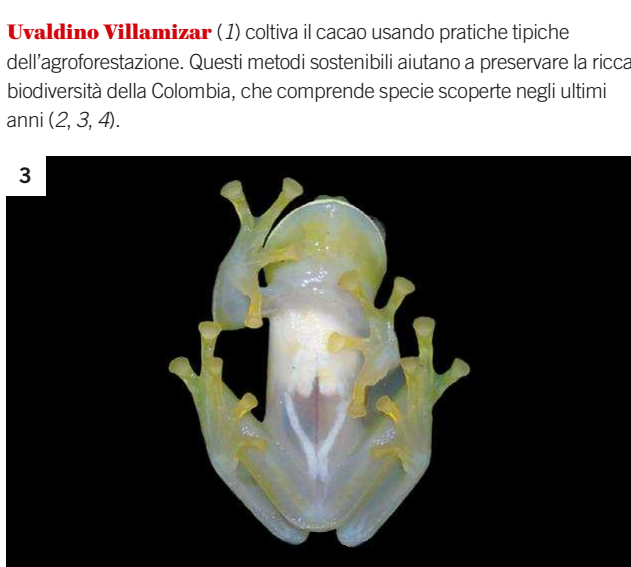 Uvaldino Villamizar (1) coltiva il cacao usando pratiche tipiche
dell'agroforestazione. Questi metodi sostenibili aiutano a preservare la ricca
biodiversità della Colombia, che comprende specie scoperte negli ultimi
anni (2, 3, 4).
3